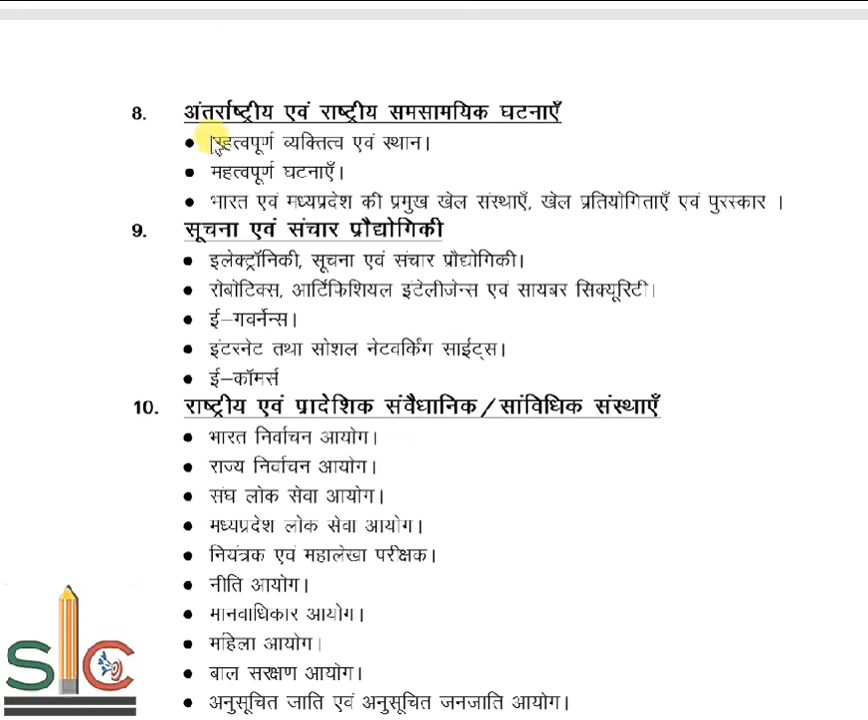 8. अंतर्राष्ट्रीय एवं राष्ट्रीय समसामयिक घटनाएँ
● महत्वपूर्ण व्यक्तित्व एवं स्थान।
● महत्वपूर्ण घटनाएँ।
● भारत एवं मध्यप्रदेश की प्रमुख खेल संस्थाएँ, खेल प्रतियोगिताएँ एवं पुरस्कार ।
9. सूचना एवं संचार प्रौद्योगिकी
● इलेक्ट्रॉनिकी, सूचना एवं संचार प्रौद्योगिकी।
● रोबोटिक्स, आर्टिफिशियल इंटेलीजेन्स एवं सायबर सिक्यूरिटी।
● ई–गवर्नेन्स।
● इंटरनेट तथा सोशल नेटवर्किंग साईट्स।
● ई–कॉमर्स
10. राष्ट्रीय एवं प्रादेशिक संवैधानिक/सांविधिक संस्थाएँ
● भारत निर्वाचन आयोग।
● राज्य निर्वाचन आयोग।
● संघ लोक सेवा आयोग।
● मध्यप्रदेश लोक सेवा आयोग।
● नियंत्रक एवं महालेखा परीक्षक।
● नीति आयोग।
● मानवाधिकार आयोग।
● महिला आयोग।
● बाल संरक्षण आयोग।
● अनुसूचित जाति एवं अनुसूचित जनजाति आयोग।
SIC